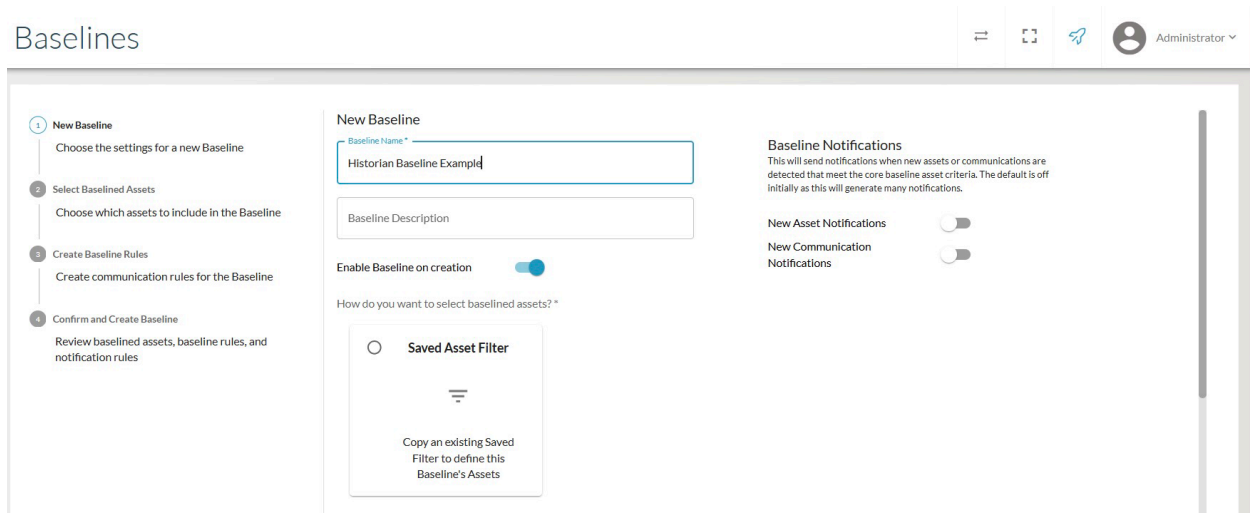 Baselines
Administrator
1 New Baseline
Choose the settings for a new Baseline
2 Select Baselined Assets
Choose which assets to include in the Baseline
3 Create Baseline Rules
Create communication rules for the Baseline
4 Confirm and Create Baseline
Review baselined assets, baseline rules, and
notification rules
New Baseline
Baseline Name *
Historian Baseline Example
Baseline Description
Enable Baseline on creation
How do you want to select baselined assets? *
Saved Asset Filter
Copy an existing Saved
Filter to define this
Baseline's Assets
Baseline Notifications
This will send notifications when new assets or communications are
detected that meet the core baseline asset criteria. The default is off
initially as this will generate many notifications.
New Asset Notifications
New Communication
Notifications